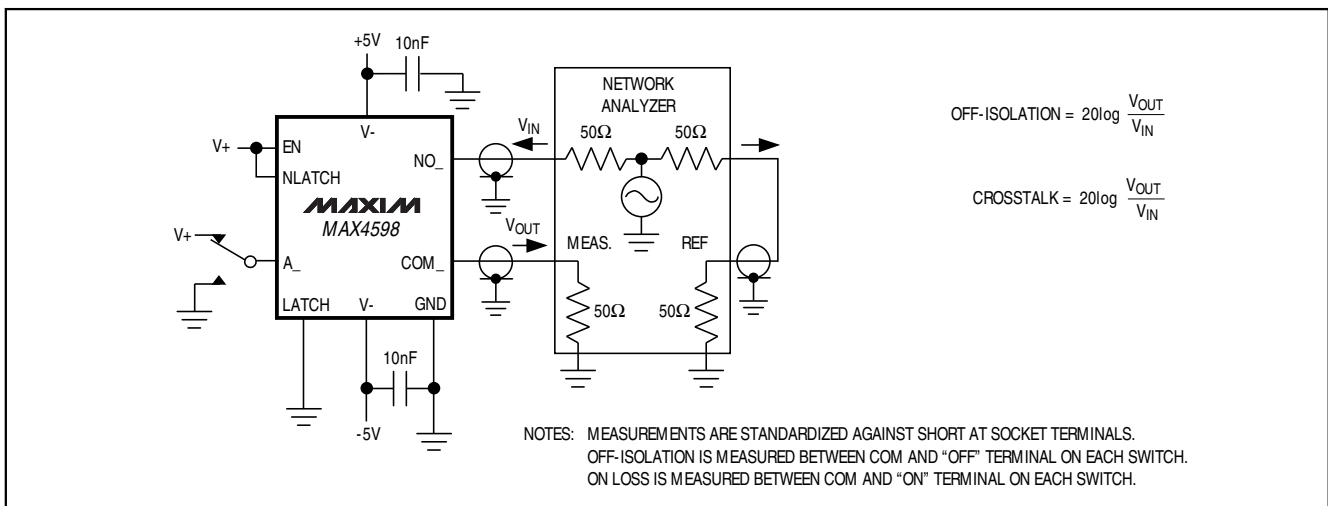 +5V
10nF
NETWORK
ANALYZER
V-
VIN
50Ω
50Ω
V+
EN
NO_
NLATCH
MAXIM
MAX4598
VOUT
MEAS.
REF
V+
A_
COM_
LATCH
V-
GND
50Ω
50Ω
10nF
-5V
OFF-ISOLATION = 20log VOUT
VIN
CROSSTALK = 20log VOUT
VIN
NOTES: MEASUREMENTS ARE STANDARDIZED AGAINST SHORT AT SOCKET TERMINALS.
OFF-ISOLATION IS MEASURED BETWEEN COM AND “OFF” TERMINAL ON EACH SWITCH.
ON LOSS IS MEASURED BETWEEN COM AND “ON” TERMINAL ON EACH SWITCH.